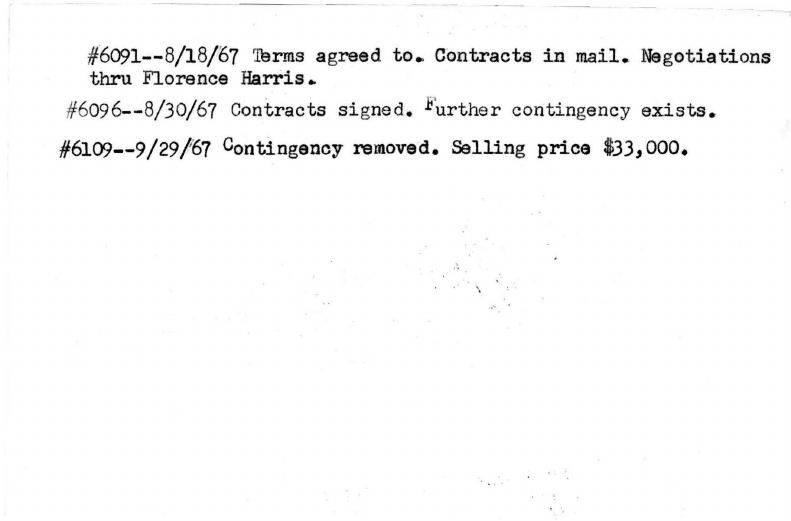 #6091--8/18/67 Terms agreed to. Contracts in mail. Negotiations
thru Florence Harris.
#6096--8/30/67 Contracts signed. Further contingency exists.
#6109--9/29/67 Contingency removed. Selling price $33,000.